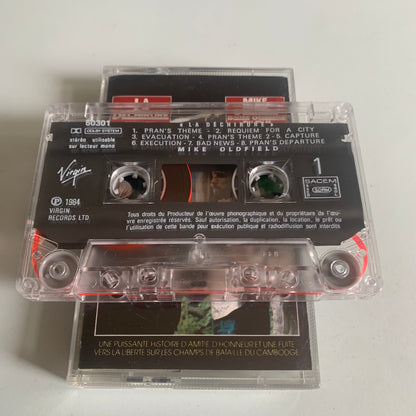 LA
MIKE
60301
"LA DECHIRURE"
DOLBY SYSTEM
stéréo utilisable
sur lecteur mono
1. PRAN'S THEME - 2. REQUIEM FOR A CITY
3. EVACUATION - 4. PRAN'S THEME 2 - 5. CAPTURE
6. EXECUTION - 7. BAD NEWS - 8. PRAN'S DEPARTURE
MIKE OLDFIELD
1
Virgin
SACEM
SDRM
℗ 1984
VIRGIN
RECORDS LTD.
Tous droits du Producteur de l'œuvre phonographique et du propriétaire de l'œu-
vre enregistrée réservés. Sauf autorisation, la duplication, la location, le prêt ou
l'utilisation de cette bande pour exécution publique et radiodiffusion sont interdits
UNE PUISSANTE HISTOIRE D'AMITIE D'HONNEUR ET UNE FUITE
VERS LA LIBERTE SUR LES CHAMPS DE BATAILLE DU CAMBODGE